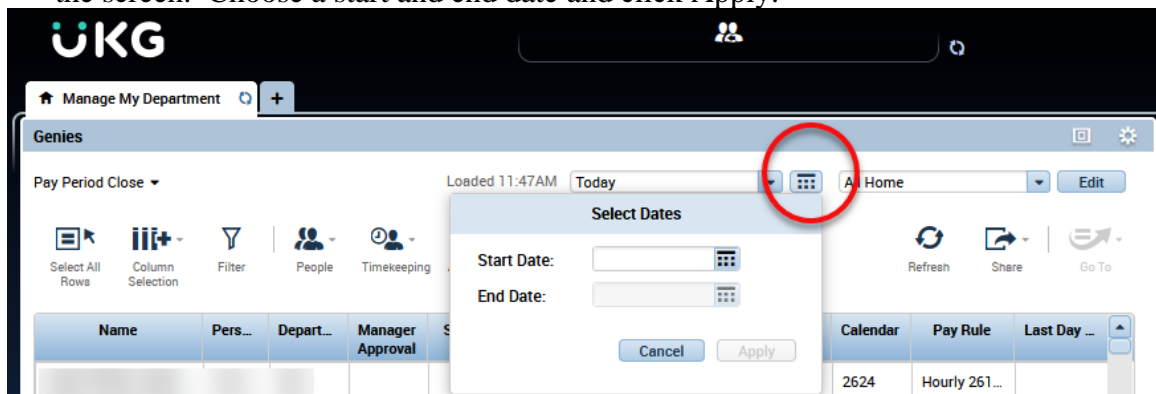 the screen. Choose a start and end date and click Apply.
UKG
Manage My Department
+
Genies
Pay Period Close
Loaded 11:47AM
Today
All Home
Edit
Select Dates
Select All Rows
Column Selection
Filter
People
Timekeeping
Start Date:
Refresh
Share
Go To
End Date:
Name
Pers...
Depart...
Manager Approval
Calendar
Pay Rule
Last Day ...
Cancel
Apply
2624
Hourly 261...